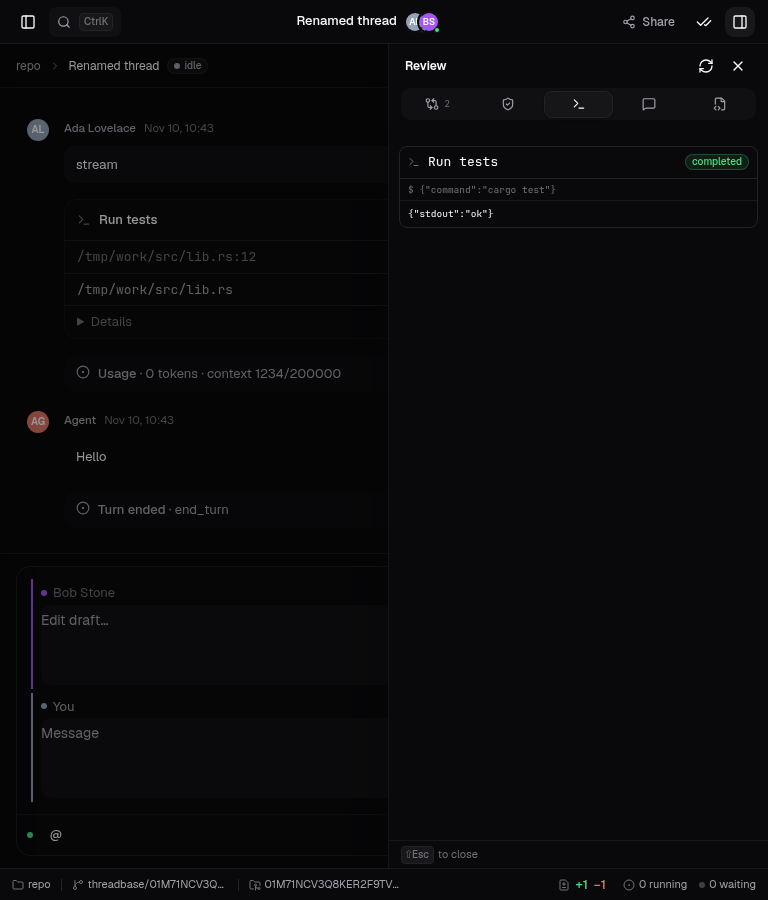 CtrlK
Renamed thread
AL
BS
Share
repo
Renamed thread
idle
Review
2
AL
Ada Lovelace
Nov 10, 10:43
stream
Run tests
/tmp/work/src/lib.rs:12
/tmp/work/src/lib.rs
Details
Usage · 0 tokens · context 1234/200000
AG
Agent
Nov 10, 10:43
Hello
Turn ended · end_turn
Run tests
completed
$ {"command":"cargo test"}
{"stdout":"ok"}
Bob Stone
Edit draft…
You
Message
@
⇧Esc to close
repo
threadbase/01M71NCV3Q…
01M71NCV3Q8KER2F9TV…
+1 −1
0 running
0 waiting